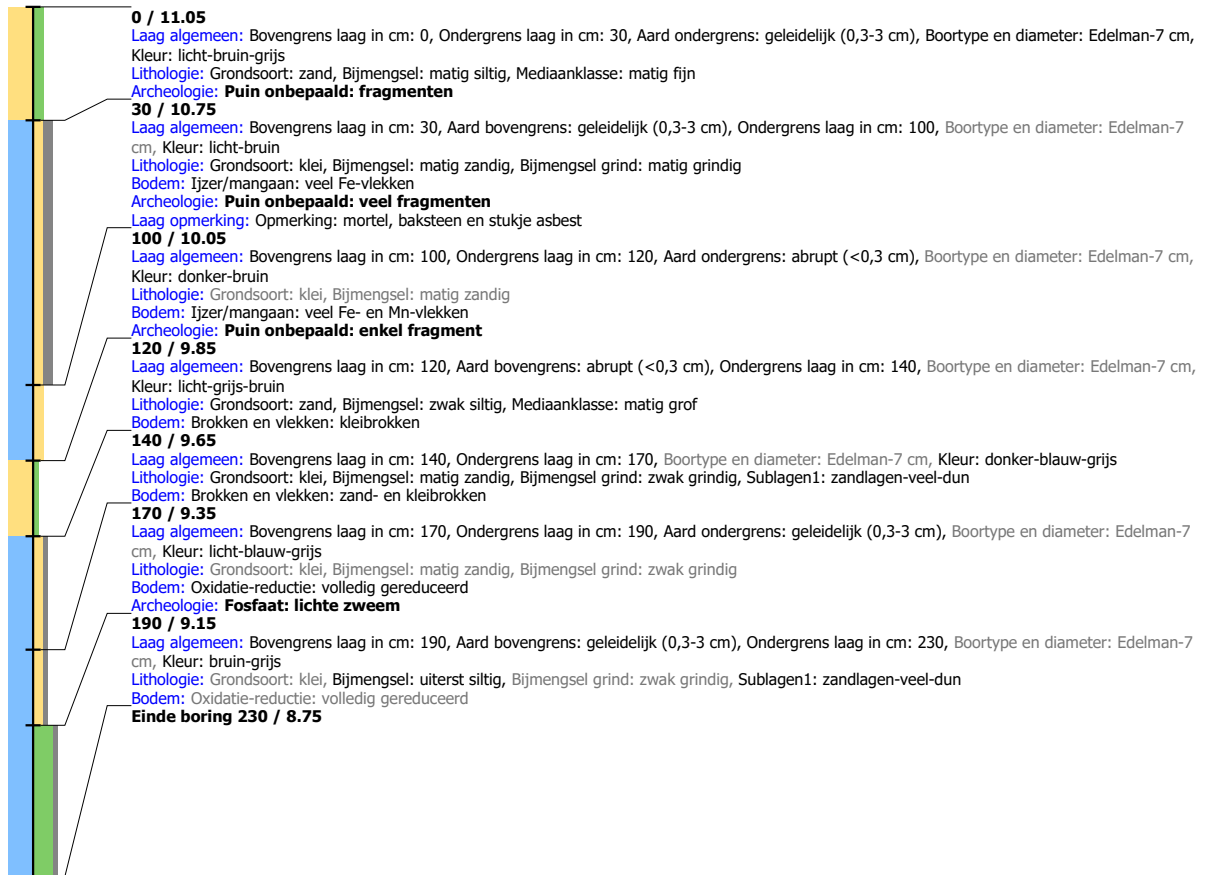 0 / 11.05
Laag algemeen: Bovengrens laag in cm: 0, Ondergrens laag in cm: 30, Aard ondergrens: geleidelijk (0,3-3 cm), Boortype en diameter: Edelman-7 cm,
Kleur: licht-bruin-grijs
Lithologie: Grondsoort: zand, Bijmengsel: matig siltig, Mediaanklasse: matig fijn
Archeologie: Puin onbepaald: fragmenten
30 / 10.75
Laag algemeen: Bovengrens laag in cm: 30, Aard bovengrens: geleidelijk (0,3-3 cm), Ondergrens laag in cm: 100, Boortype en diameter: Edelman-7
cm, Kleur: licht-bruin
Lithologie: Grondsoort: klei, Bijmengsel: matig zandig, Bijmengsel grind: matig grindig
Bodem: Ijzer/mangaan: veel Fe-vlekken
Archeologie: Puin onbepaald: veel fragmenten
Laag opmerking: Opmerking: mortel, baksteen en stukje asbest
100 / 10.05
Laag algemeen: Bovengrens laag in cm: 100, Ondergrens laag in cm: 120, Aard ondergrens: abrupt (<0,3 cm), Boortype en diameter: Edelman-7 cm,
Kleur: donker-bruin
Lithologie: Grondsoort: klei, Bijmengsel: matig zandig
Bodem: Ijzer/mangaan: veel Fe- en Mn-vlekken
Archeologie: Puin onbepaald: enkel fragment
120 / 9.85
Laag algemeen: Bovengrens laag in cm: 120, Aard bovengrens: abrupt (<0,3 cm), Ondergrens laag in cm: 140, Boortype en diameter: Edelman-7 cm,
Kleur: licht-grijs-bruin
Lithologie: Grondsoort: zand, Bijmengsel: zwak siltig, Mediaanklasse: matig grof
Bodem: Brokken en vlekken: kleibrokken
140 / 9.65
Laag algemeen: Bovengrens laag in cm: 140, Ondergrens laag in cm: 170, Boortype en diameter: Edelman-7 cm, Kleur: donker-blauw-grijs
Lithologie: Grondsoort: klei, Bijmengsel: matig zandig, Bijmengsel grind: zwak grindig, Sublagen1: zandlagen-veel-dun
Bodem: Brokken en vlekken: zand- en kleibrokken
170 / 9.35
Laag algemeen: Bovengrens laag in cm: 170, Ondergrens laag in cm: 190, Aard ondergrens: geleidelijk (0,3-3 cm), Boortype en diameter: Edelman-7
cm, Kleur: licht-blauw-grijs
Lithologie: Grondsoort: klei, Bijmengsel: matig zandig, Bijmengsel grind: zwak grindig
Bodem: Oxidatie-reductie: volledig gereduceerd
Archeologie: Fosfaat: lichte zweem
190 / 9.15
Laag algemeen: Bovengrens laag in cm: 190, Aard bovengrens: geleidelijk (0,3-3 cm), Ondergrens laag in cm: 230, Boortype en diameter: Edelman-7
cm, Kleur: bruin-grijs
Lithologie: Grondsoort: klei, Bijmengsel: uiterst siltig, Bijmengsel grind: zwak grindig, Sublagen1: zandlagen-veel-dun
Bodem: Oxidatie-reductie: volledig gereduceerd
Einde boring 230 / 8.75